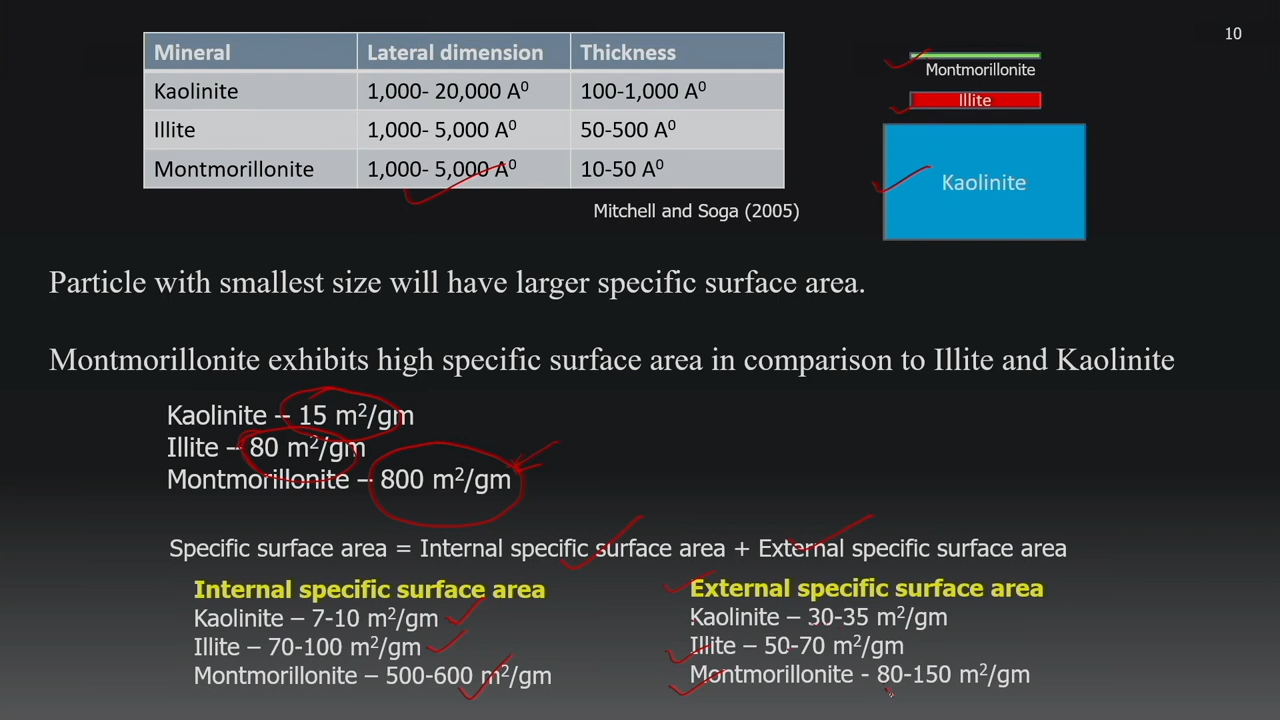 10
Mineral Lateral dimension Thickness
Kaolinite 1,000- 20,000 A⁰ 100-1,000 A⁰
Illite 1,000- 5,000 A⁰ 50-500 A⁰
Montmorillonite 1,000- 5,000 A⁰ 10-50 A⁰
Mitchell and Soga (2005)
Montmorillonite
Illite
Kaolinite
Particle with smallest size will have larger specific surface area.
Montmorillonite exhibits high specific surface area in comparison to Illite and Kaolinite
Kaolinite – 15 m²/gm
Illite – 80 m²/gm
Montmorillonite – 800 m²/gm
Specific surface area = Internal specific surface area + External specific surface area
Internal specific surface area
Kaolinite – 7-10 m²/gm
Illite – 70-100 m²/gm
Montmorillonite – 500-600 m²/gm
External specific surface area
Kaolinite – 30-35 m²/gm
Illite – 50-70 m²/gm
Montmorillonite - 80-150 m²/gm